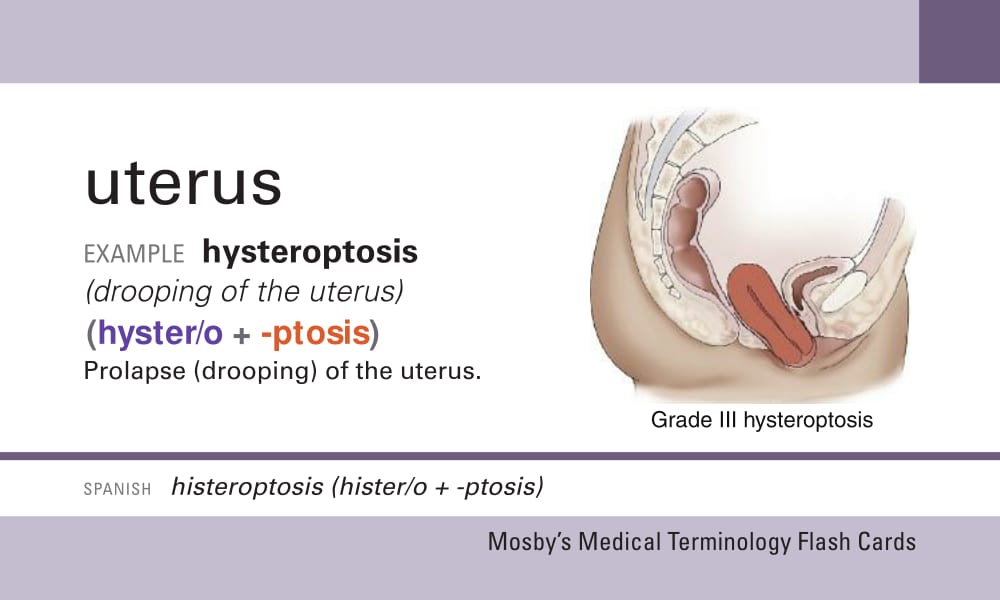 uterus
EXAMPLE hysteroptosis
(drooping of the uterus)
(hyster/o + -ptosis)
Prolapse (drooping) of the uterus.
Grade III hysteroptosis
SPANISH histeroptosis (hister/o + -ptosis)
Mosby's Medical Terminology Flash Cards